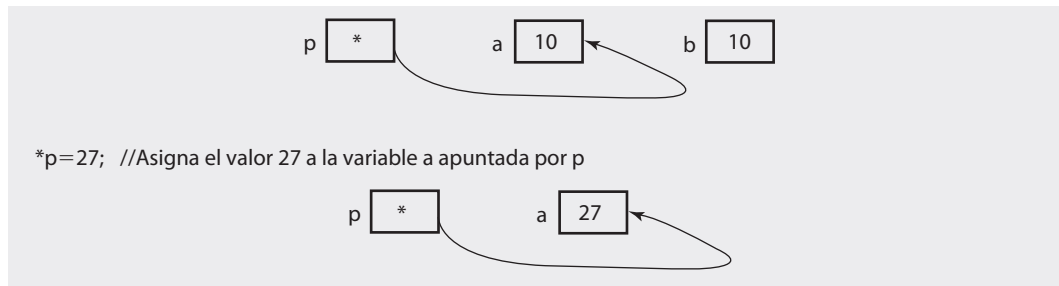 p * a 10 b 10
*p=27; //Asigna el valor 27 a la variable a apuntada por p
p * a 27